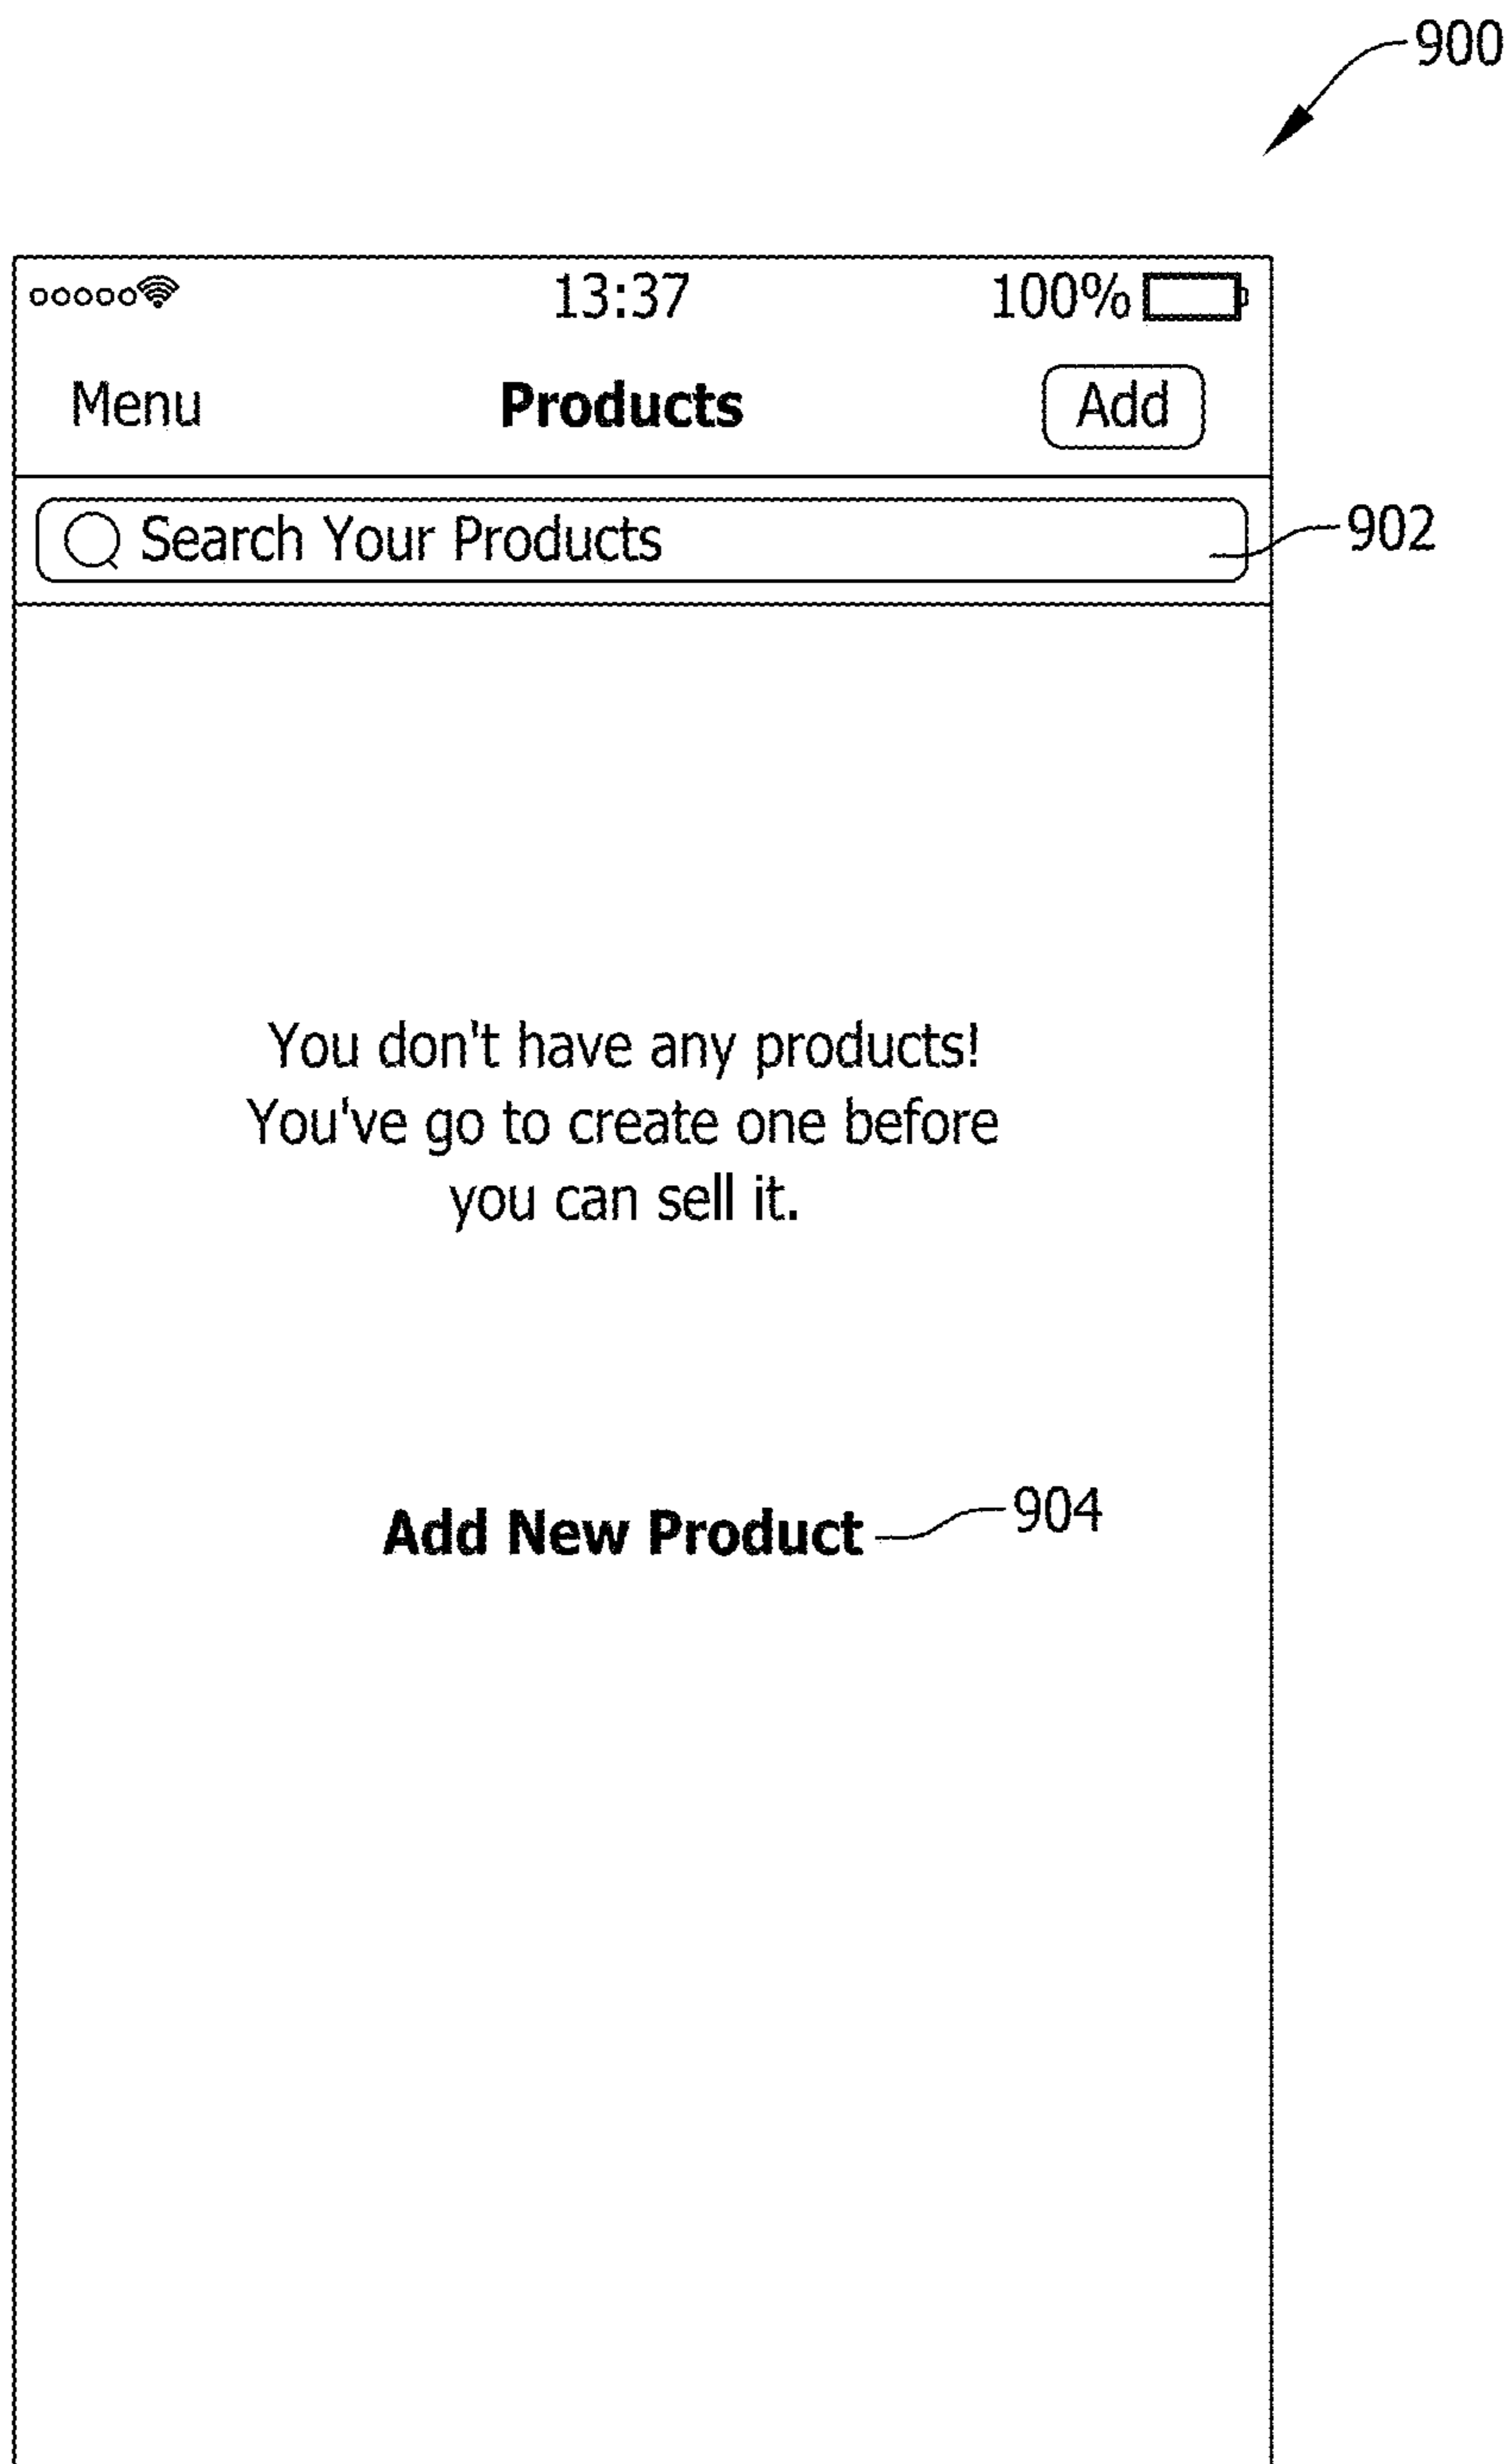 900
13:37 100%
Menu Products Add
Search Your Products 902
You don't have any products!
You've go to create one before
you can sell it.
Add New Product 904